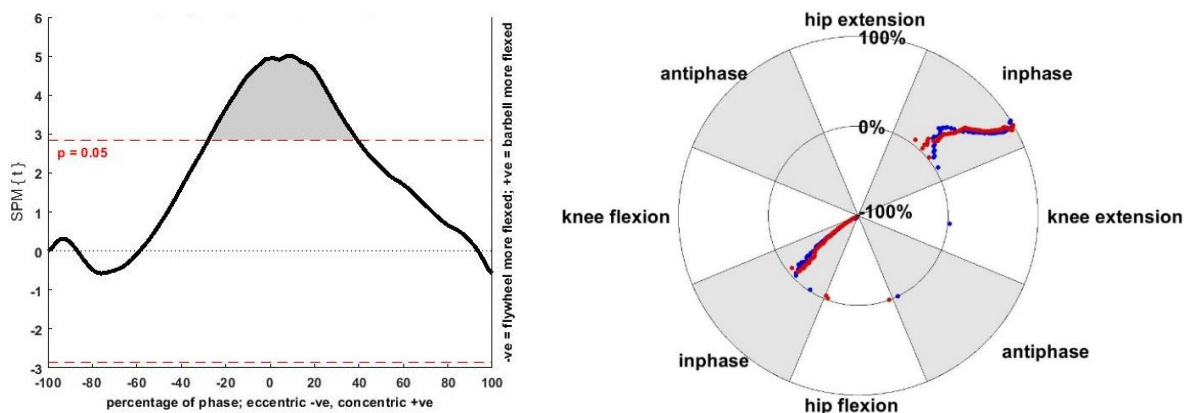 6
5
4
3
2
1
0
-1
-2
-3
SPM{t}
p = 0.05
-100 -80 -60 -40 -20 0 20 40 60 80 100
percentage of phase; eccentric -ve, concentric +ve
-ve = flywheel more flexed; +ve = barbell more flexed
hip extension
100%
antiphase
inphase
0%
knee flexion
-100%
knee extension
inphase
antiphase
hip flexion